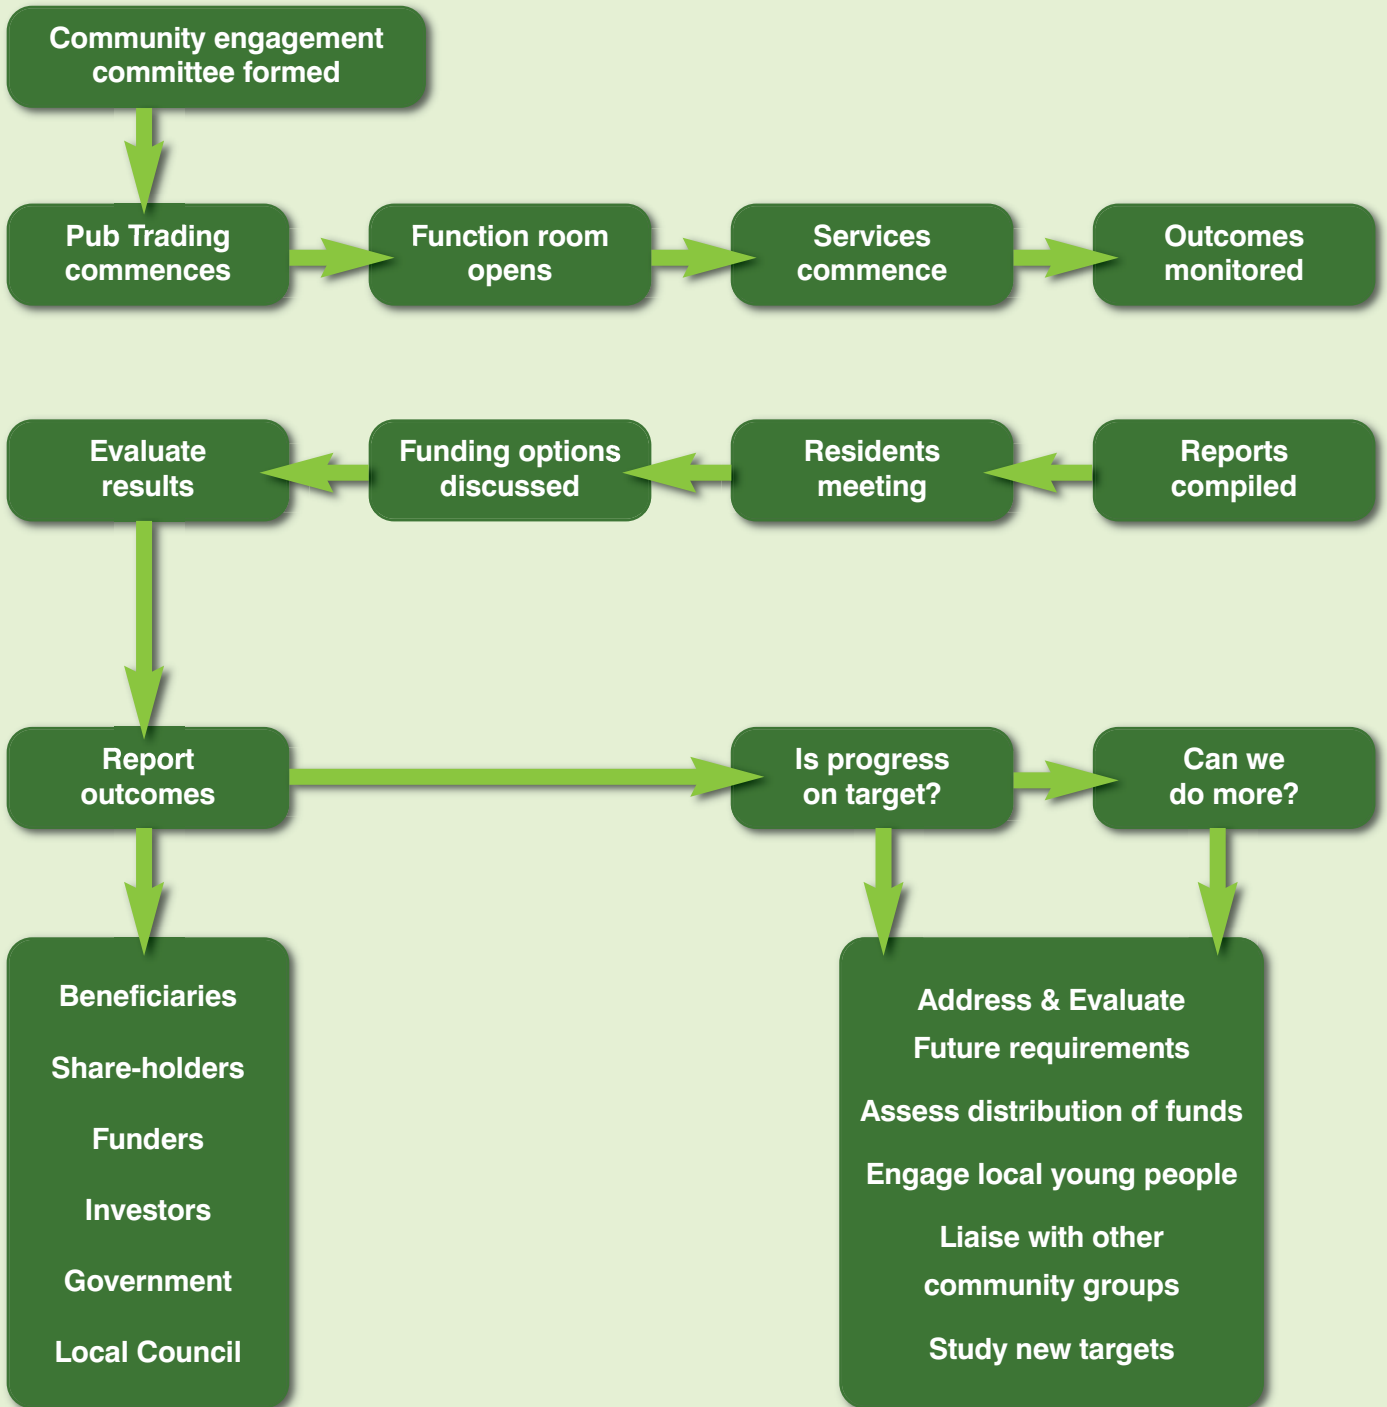 Community engagement
committee formed
Pub Trading
commences
Function room
opens
Services
commence
Outcomes
monitored
Evaluate
results
Funding options
discussed
Residents
meeting
Reports
compiled
Report
outcomes
Is progress
on target?
Can we
do more?
Beneficiaries
Share-holders
Funders
Investors
Government
Local Council
Address & Evaluate
Future requirements
Assess distribution of funds
Engage local young people
Liaise with other
community groups
Study new targets